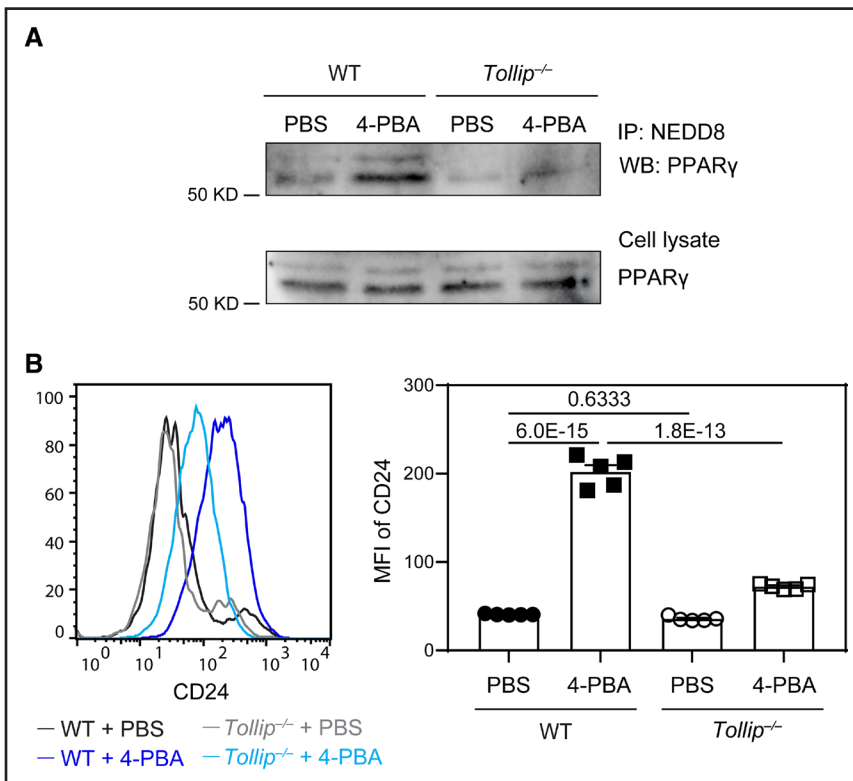 A
WT Tollip–/–
PBS 4-PBA PBS 4-PBA
IP: NEDD8
WB: PPARγ
50 KD
Cell lysate
PPARγ
50 KD
B
100
80
60
40
20
0
10⁰ 10¹ 10² 10³ 10⁴
CD24
WT + PBS Tollip–/– + PBS
WT + 4-PBA Tollip–/– + 4-PBA
300
200
100
0
MFI of CD24
0.6333
6.0E-15 1.8E-13
PBS 4-PBA PBS 4-PBA
WT Tollip–/–